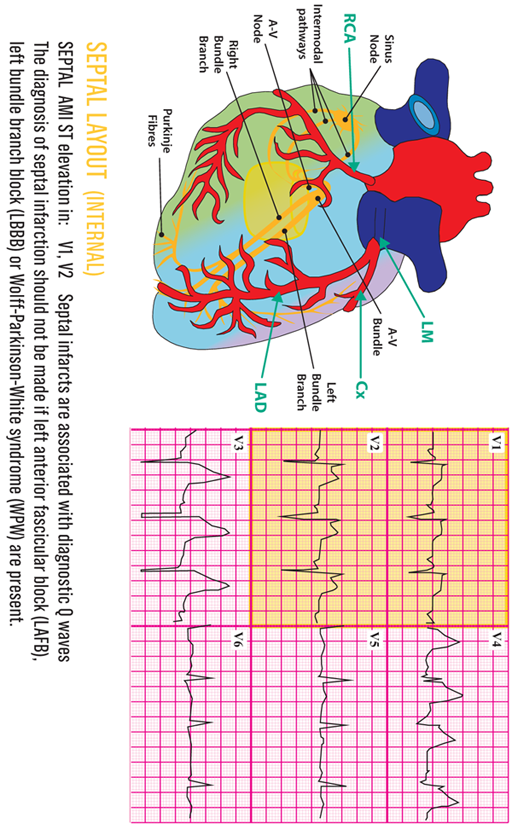 LM
Sinus
Node
A-V
Bundle
Cx
RCA
Intermodal
pathways
Left
Bundle
Branch
A-V
Node
LAD
Right
Bundle
Branch
Purkinje
Fibres
V1
V4
V2
V5
V3
V6
SEPTAL LAYOUT (INTERNAL)
SEPTAL AMI ST elevation in: V1, V2 Septal infarcts are associated with diagnostic Q waves
The diagnosis of septal infarction should not be made if left anterior fascicular block (LAFB),
left bundle branch block (LBBB) or Wolff-Parkinson-White syndrome (WPW) are present.